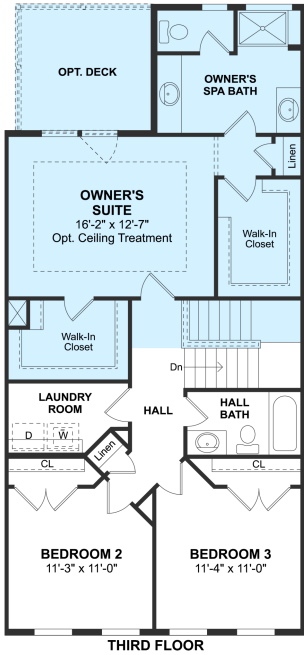 OPT. DECK
OWNER'S
SPA BATH
Linen
OWNER'S
SUITE
16'-2" x 12'-7"
Opt. Ceiling Treatment
Walk-In
Closet
Walk-In
Closet
Dn
LAUNDRY
ROOM
HALL
HALL
BATH
D
W
Linen
CL
CL
BEDROOM 2
11'-3" x 11'-0"
BEDROOM 3
11'-4" x 11'-0"
THIRD FLOOR